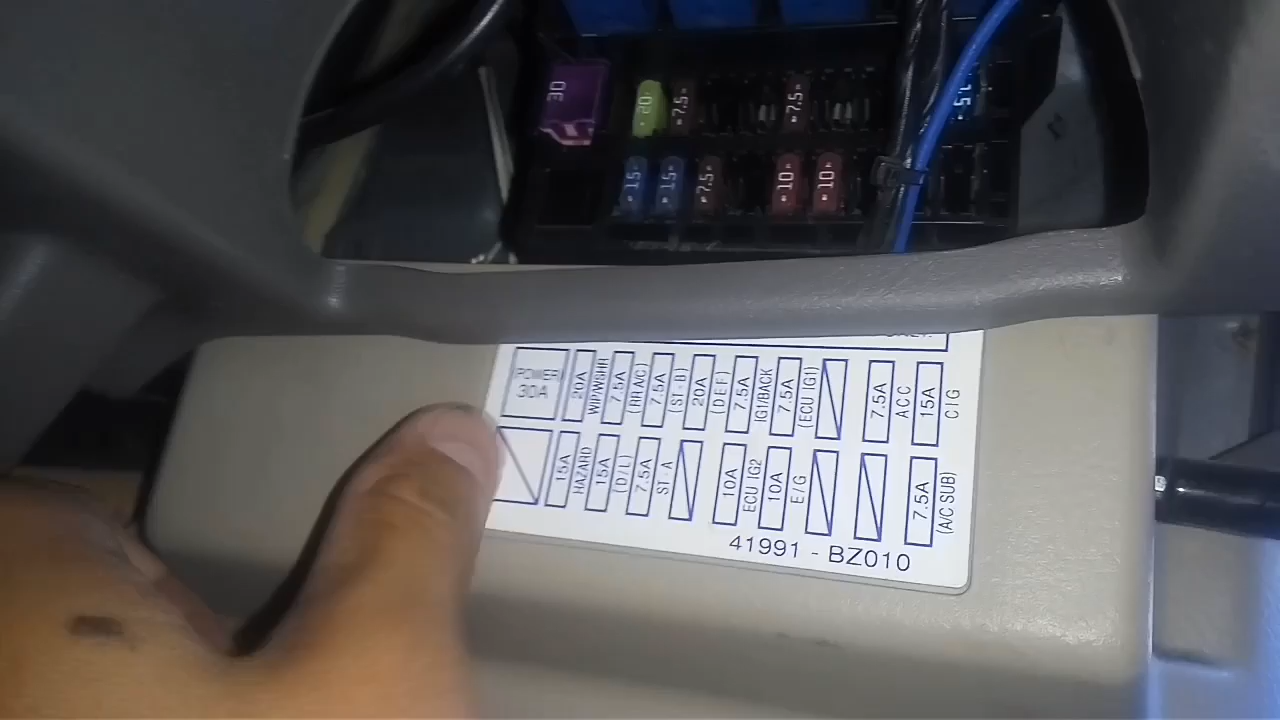 30
20
7.5
7.5
15
15
15
7.5
10
10
POWER 30A
20A WIP/WSHR
7.5A (RR A/C)
7.5A (ST - B)
20A (DEF)
7.5A IG1/BACK
7.5A (ECU IG1)
7.5A ACC
15A CIG
15A HAZARD
15A (D/L)
7.5A ST - A
10A ECU IG2
10A E/G
7.5A (A/C SUB)
41991 - BZ010